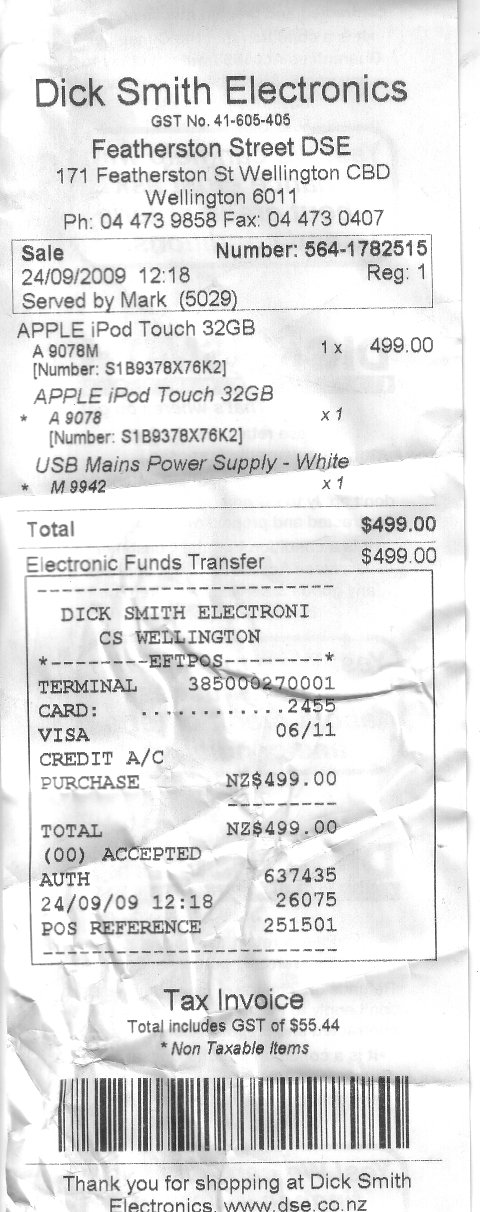 Dick Smith Electronics
GST No. 41-605-405
Featherston Street DSE
171 Featherston St Wellington CBD
Wellington 6011
Ph: 04 473 9858 Fax: 04 473 0407
Sale Number: 564-1782515
24/09/2009 12:18 Reg: 1
Served by Mark (5029)
APPLE iPod Touch 32GB
A 9078M 1 x 499.00
[Number: S1B9378X76K2]
APPLE iPod Touch 32GB
* A 9078 x 1
[Number: S1B9378X76K2]
USB Mains Power Supply - White
* M 9942 x 1
Total $499.00
Electronic Funds Transfer $499.00
------------------------
DICK SMITH ELECTRONI
CS WELLINGTON
*--------EFTPOS--------*
TERMINAL 385000270001
CARD: ............2455
VISA 06/11
CREDIT A/C
PURCHASE NZ$499.00
---------
TOTAL NZ$499.00
(00) ACCEPTED
AUTH 637435
24/09/09 12:18 26075
POS REFERENCE 251501
------------------------
Tax Invoice
Total includes GST of $55.44
* Non Taxable Items
Thank you for shopping at Dick Smith
Electronics. www.dse.co.nz